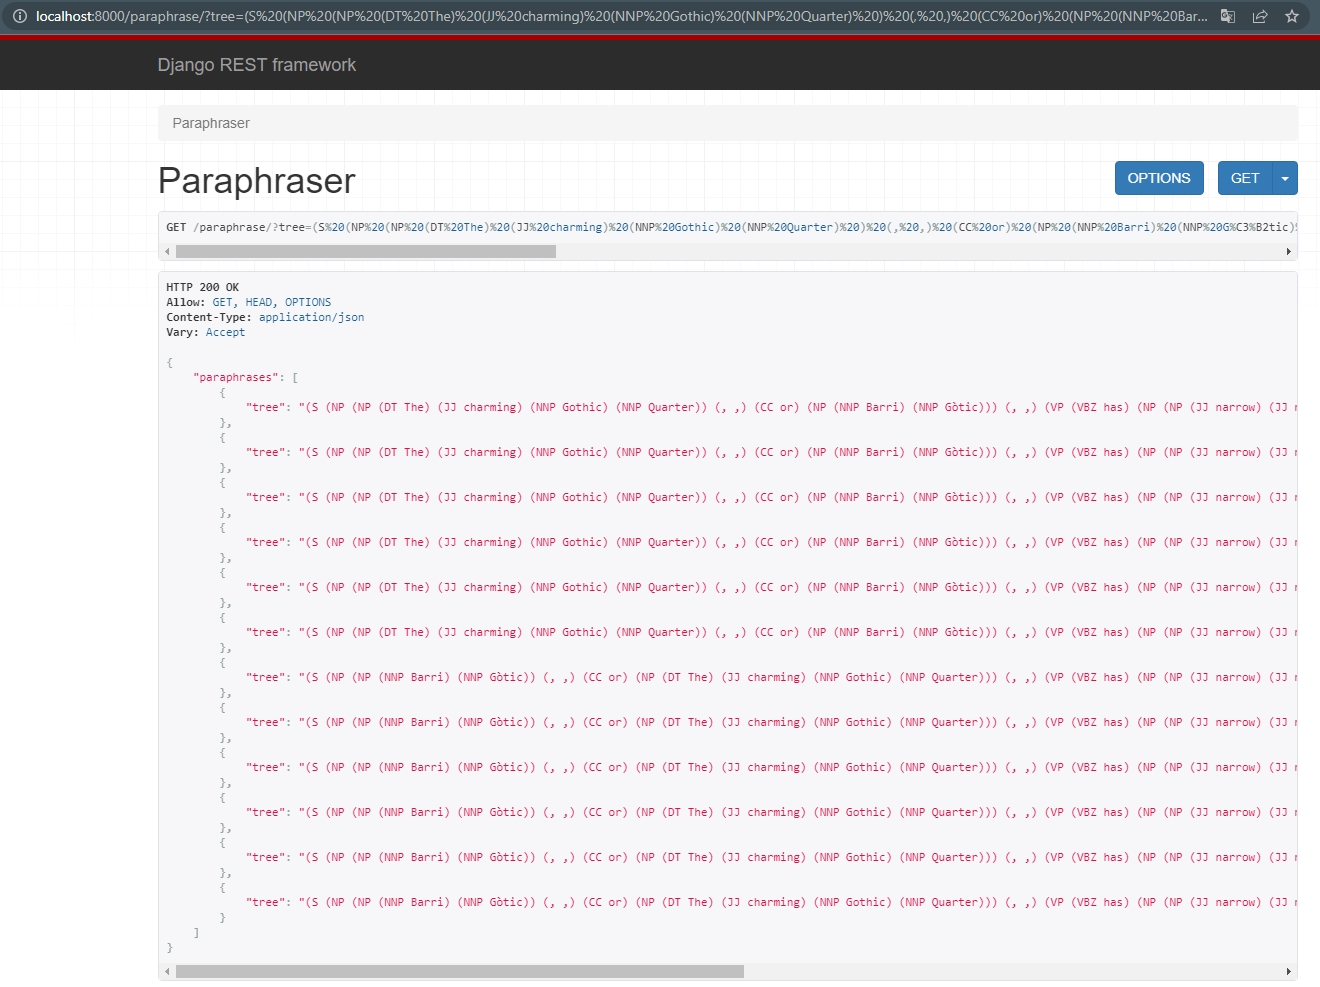 localhost:8000/paraphrase/?tree=(S%20(NP%20(NP%20(DT%20The)%20(JJ%20charming)%20(NNP%20Gothic)%20(NNP%20Quarter)%20)%20(,%20,)%20(CC%20or)%20(NP%20(NNP%20Bar...
Django REST framework
Paraphraser
Paraphraser
OPTIONS
GET
GET /paraphrase/?tree=(S%20(NP%20(NP%20(DT%20The)%20(JJ%20charming)%20(NNP%20Gothic)%20(NNP%20Quarter)%20)%20(,%20,)%20(CC%20or)%20(NP%20(NNP%20Barri)%20(NNP%20G%C3%B2tic)%
HTTP 200 OK
Allow: GET, HEAD, OPTIONS
Content-Type: application/json
Vary: Accept
{
"paraphrases": [
{
"tree": "(S (NP (NP (DT The) (JJ charming) (NNP Gothic) (NNP Quarter)) (, ,) (CC or) (NP (NNP Barri) (NNP Gòtic))) (, ,) (VP (VBZ has) (NP (NP (JJ narrow) (JJ
},
{
"tree": "(S (NP (NP (DT The) (JJ charming) (NNP Gothic) (NNP Quarter)) (, ,) (CC or) (NP (NNP Barri) (NNP Gòtic))) (, ,) (VP (VBZ has) (NP (NP (JJ narrow) (JJ
},
{
"tree": "(S (NP (NP (DT The) (JJ charming) (NNP Gothic) (NNP Quarter)) (, ,) (CC or) (NP (NNP Barri) (NNP Gòtic))) (, ,) (VP (VBZ has) (NP (NP (JJ narrow) (JJ
},
{
"tree": "(S (NP (NP (DT The) (JJ charming) (NNP Gothic) (NNP Quarter)) (, ,) (CC or) (NP (NNP Barri) (NNP Gòtic))) (, ,) (VP (VBZ has) (NP (NP (JJ narrow) (JJ
},
{
"tree": "(S (NP (NP (DT The) (JJ charming) (NNP Gothic) (NNP Quarter)) (, ,) (CC or) (NP (NNP Barri) (NNP Gòtic))) (, ,) (VP (VBZ has) (NP (NP (JJ narrow) (JJ
},
{
"tree": "(S (NP (NP (DT The) (JJ charming) (NNP Gothic) (NNP Quarter)) (, ,) (CC or) (NP (NNP Barri) (NNP Gòtic))) (, ,) (VP (VBZ has) (NP (NP (JJ narrow) (JJ
},
{
"tree": "(S (NP (NP (NNP Barri) (NNP Gòtic)) (, ,) (CC or) (NP (DT The) (JJ charming) (NNP Gothic) (NNP Quarter))) (, ,) (VP (VBZ has) (NP (NP (JJ narrow) (JJ
},
{
"tree": "(S (NP (NP (NNP Barri) (NNP Gòtic)) (, ,) (CC or) (NP (DT The) (JJ charming) (NNP Gothic) (NNP Quarter))) (, ,) (VP (VBZ has) (NP (NP (JJ narrow) (JJ
},
{
"tree": "(S (NP (NP (NNP Barri) (NNP Gòtic)) (, ,) (CC or) (NP (DT The) (JJ charming) (NNP Gothic) (NNP Quarter))) (, ,) (VP (VBZ has) (NP (NP (JJ narrow) (JJ
},
{
"tree": "(S (NP (NP (NNP Barri) (NNP Gòtic)) (, ,) (CC or) (NP (DT The) (JJ charming) (NNP Gothic) (NNP Quarter))) (, ,) (VP (VBZ has) (NP (NP (JJ narrow) (JJ
},
{
"tree": "(S (NP (NP (NNP Barri) (NNP Gòtic)) (, ,) (CC or) (NP (DT The) (JJ charming) (NNP Gothic) (NNP Quarter))) (, ,) (VP (VBZ has) (NP (NP (JJ narrow) (JJ
},
{
"tree": "(S (NP (NP (NNP Barri) (NNP Gòtic)) (, ,) (CC or) (NP (DT The) (JJ charming) (NNP Gothic) (NNP Quarter))) (, ,) (VP (VBZ has) (NP (NP (JJ narrow) (JJ
}
]
}